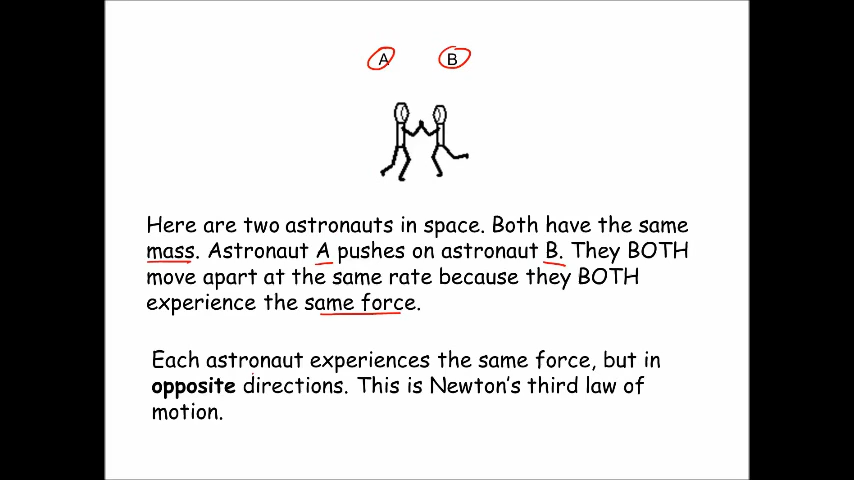 A B
Here are two astronauts in space. Both have the same
mass. Astronaut A pushes on astronaut B. They BOTH
move apart at the same rate because they BOTH
experience the same force.
Each astronaut experiences the same force, but in
opposite directions. This is Newton's third law of
motion.